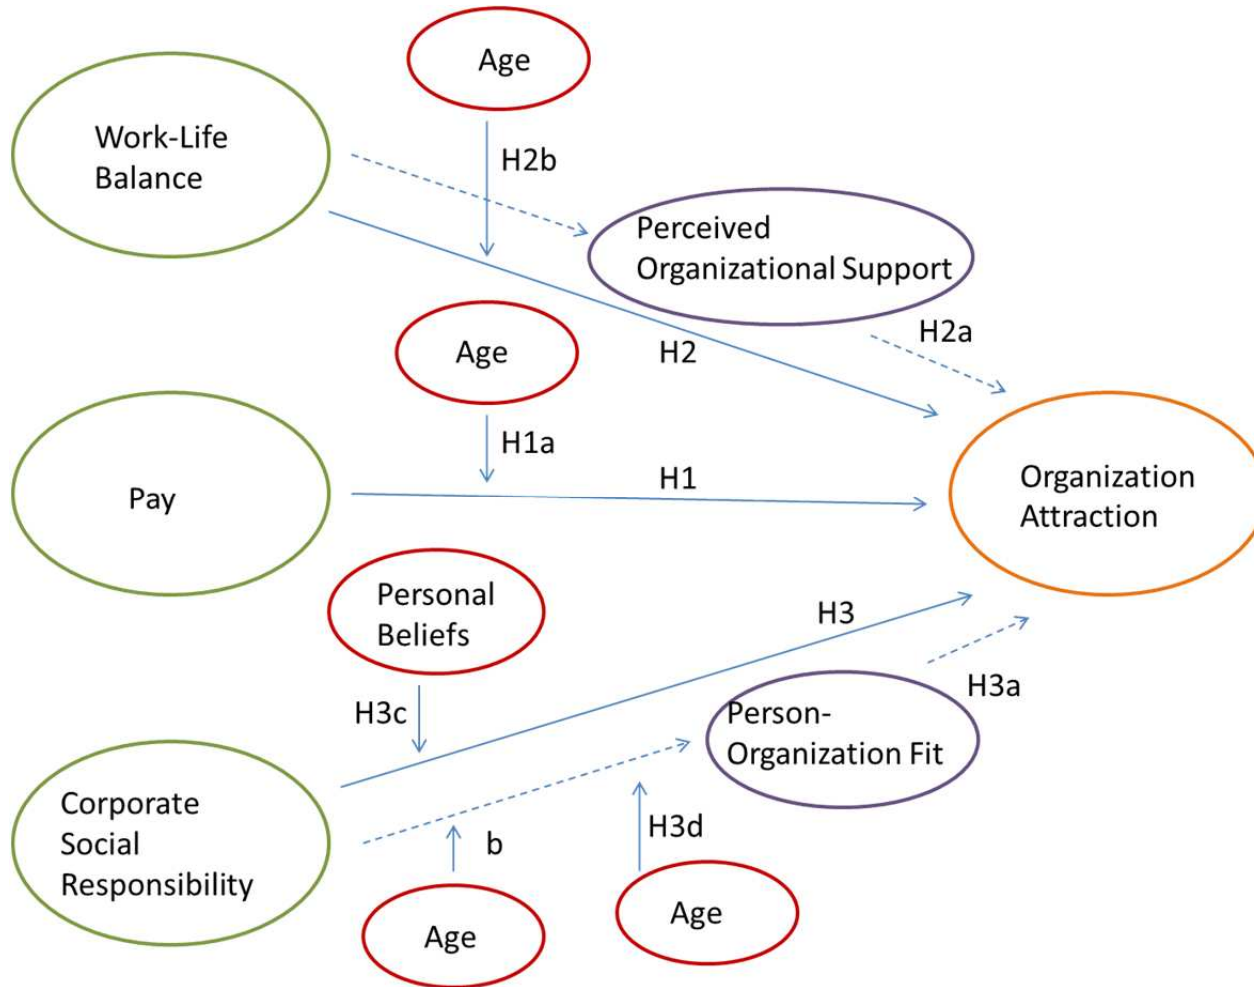 Age
Work-Life
Balance
H2b
Perceived
Organizational Support
H2a
H2
Age
H1a
H1
Pay
Organization
Attraction
Personal
Beliefs
H3
H3c
H3a
Person-
Organization Fit
Corporate
Social
Responsibility
b
H3d
Age
Age